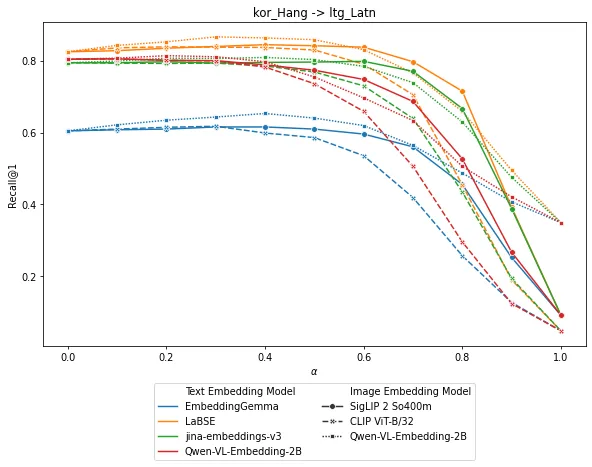 kor_Hang -> ltg_Latn
Recall@1
0.8
0.6
0.4
0.2
0.0 0.2 0.4 0.6 0.8 1.0
α
Text Embedding Model Image Embedding Model
EmbeddingGemma SigLIP 2 So400m
LaBSE CLIP ViT-B/32
jina-embeddings-v3 Qwen-VL-Embedding-2B
Qwen-VL-Embedding-2B